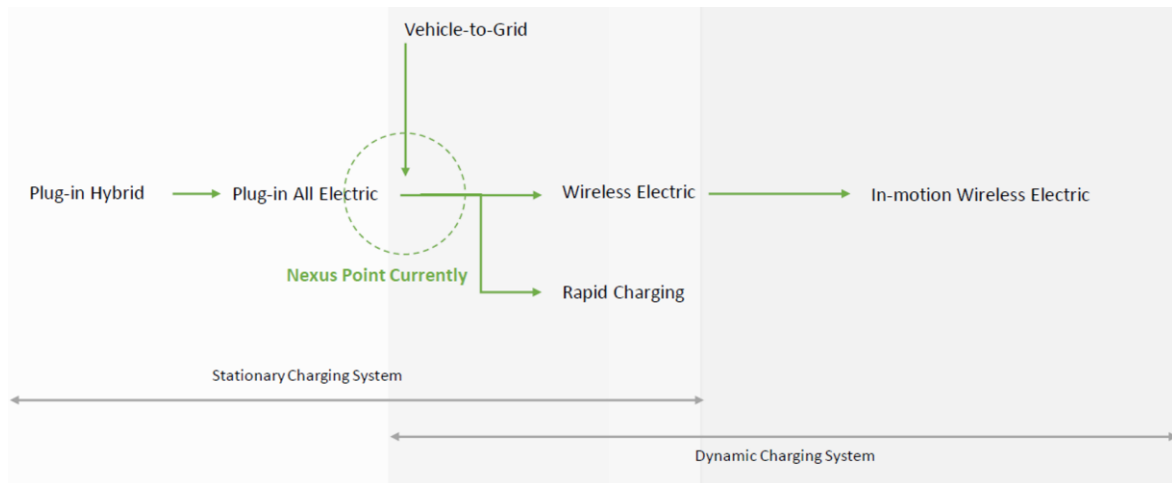 Vehicle-to-Grid
Plug-in Hybrid
Plug-in All Electric
Wireless Electric
In-motion Wireless Electric
Nexus Point Currently
Rapid Charging
Stationary Charging System
Dynamic Charging System